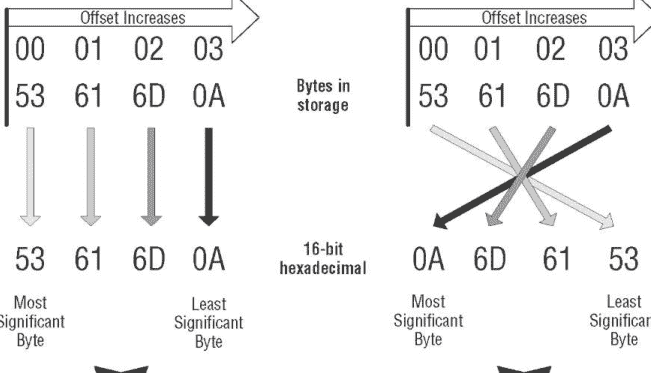 Offset Increases
00 01 02 03
53 61 6D 0A
53 61 6D 0A
Most
Significant
Byte
Least
Significant
Byte
Bytes in
storage
16-bit
hexadecimal
Offset Increases
00 01 02 03
53 61 6D 0A
0A 6D 61 53
Most
Significant
Byte
Least
Significan
Byte